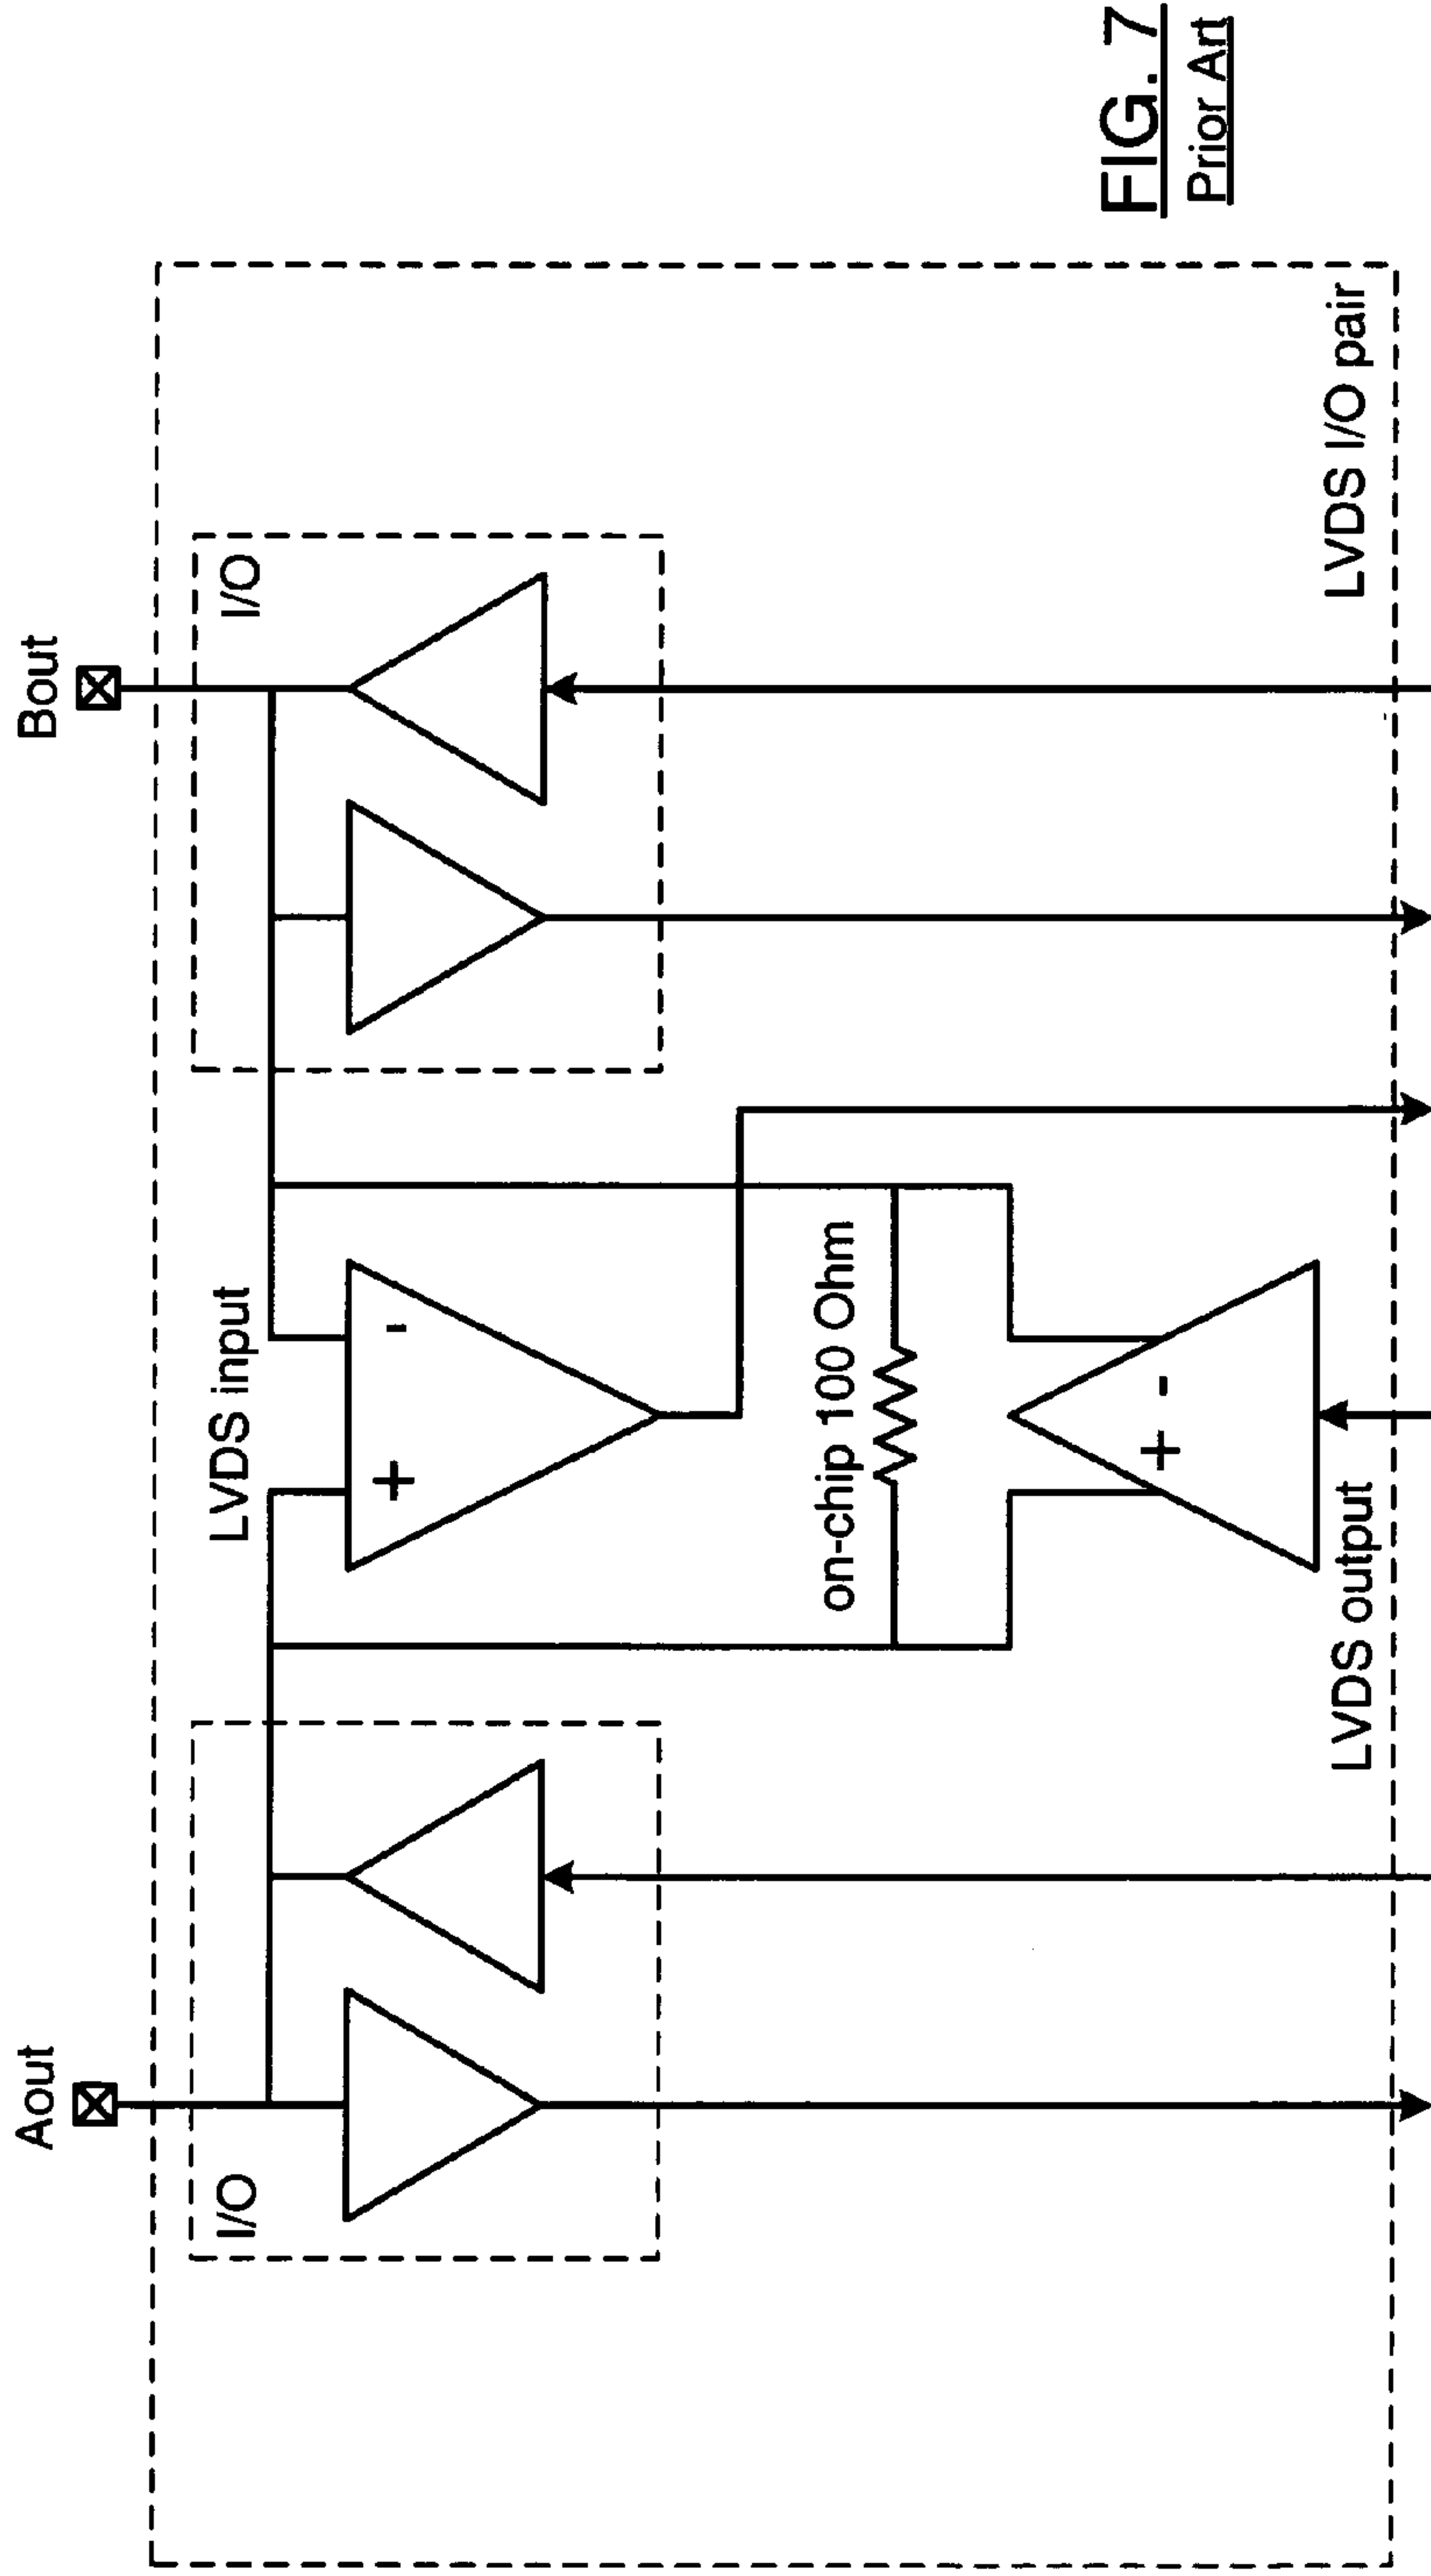 Aout
Bout
I/O
LVDS input
I/O
+
-
on-chip 100 Ohm
+ -
LVDS output
LVDS I/O pair
FIG. 7
Prior Art